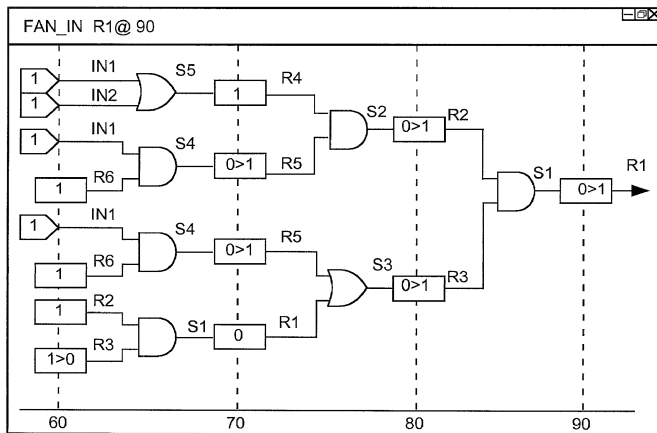 FAN_IN R1@ 90
1 IN1 S5 1 R4
1 IN2
S2 0>1 R2
1 IN1 S4 0>1 R5
1 R6
S1 0>1 R1
1 IN1 S4 0>1 R5
1 R6
S3 0>1 R3
1 R2 S1 0 R1
1>0 R3
60 70 80 90